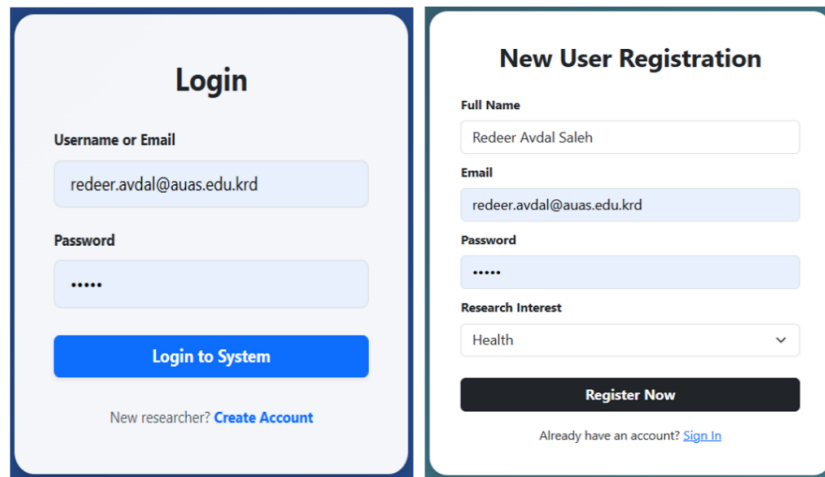 Login
Username or Email
redeer.avdal@auas.edu.krd
Password
•••••
Login to System
New researcher? Create Account
New User Registration
Full Name
Redeer Avdal Saleh
Email
redeer.avdal@auas.edu.krd
Password
•••••
Research Interest
Health
Register Now
Already have an account? Sign In